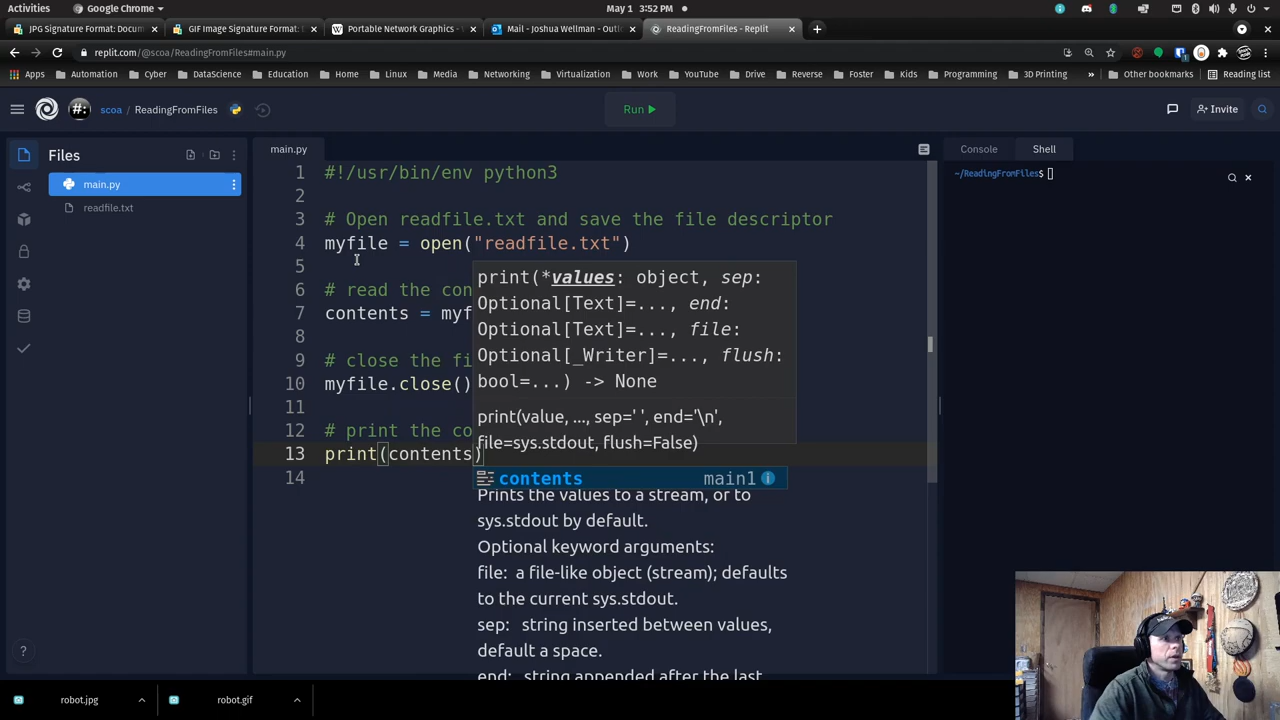 Activities
Google Chrome
May 1 3:52 PM
JPG Signature Format: Docum
GIF Image Signature Format: D
Portable Network Graphics -
Mail - Joshua Wellman - Outlo
ReadingFromFiles - Replit
replit.com/@scoa/ReadingFromFiles#main.py
Apps
Automation
Cyber
DataScience
Education
Home
Linux
Media
Networking
Virtualization
Work
YouTube
Drive
Reverse
Foster
Kids
Programming
3D Printing
Other bookmarks
Reading list
scoa / ReadingFromFiles
Run
Invite
Files
main.py
readfile.txt
main.py
1 #!/usr/bin/env python3
2
3 # Open readfile.txt and save the file descriptor
4 myfile = open("readfile.txt")
5
6 # read the con
7 contents = myf
8
9 # close the fi
10 myfile.close()
11
12 # print the co
13 print(contents)
14
print(*values: object, sep:
Optional[Text]=..., end:
Optional[Text]=..., file:
Optional[_Writer]=..., flush:
bool=...) -> None
print(value, ..., sep=' ', end='\n',
file=sys.stdout, flush=False)
contents main1
Prints the values to a stream, or to
sys.stdout by default.
Optional keyword arguments:
file: a file-like object (stream); defaults
to the current sys.stdout.
sep: string inserted between values,
default a space.
end: string appended after the last
Console
Shell
~/ReadingFromFiles$
robot.jpg
robot.gif